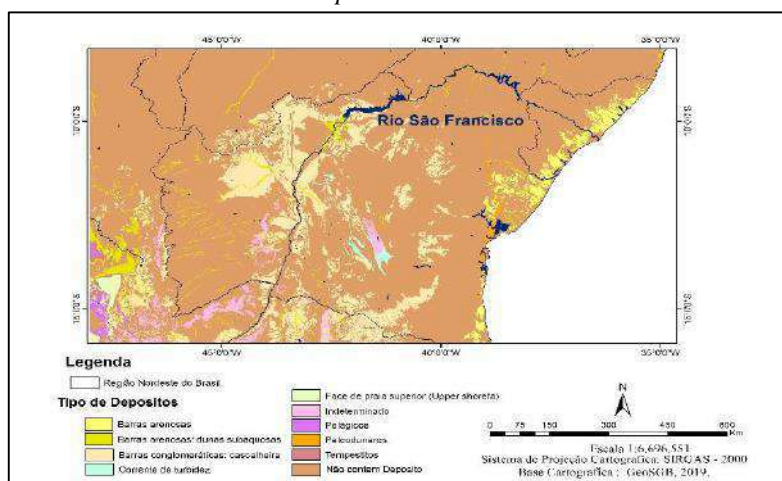 45°0'0"W 40°0'0"W 35°0'0"W
10°0'0"S 10°0'0"S
Rio São Francisco
15°0'0"S 15°0'0"S
45°0'0"W 40°0'0"W 35°0'0"W
Legenda
Região Nordeste do Brasil
Tipo de Depositos
Barras arenosas
Barras arenosas: dunas subaquosas
Barras conglomeráticas: cascalheira
Corrente de turbidez
Face de praia superior (Upper shorefa)
Indeterminado
Pelágicos
Paleodunares
Tempestitos
Não contem Deposito
N
0 75 150 300 450 600
Km
Escala 1:6,696,551
Sistema de Projeção Cartografica: SIRGAS - 2000
Base Cartografica : GeoSGB, 2019.